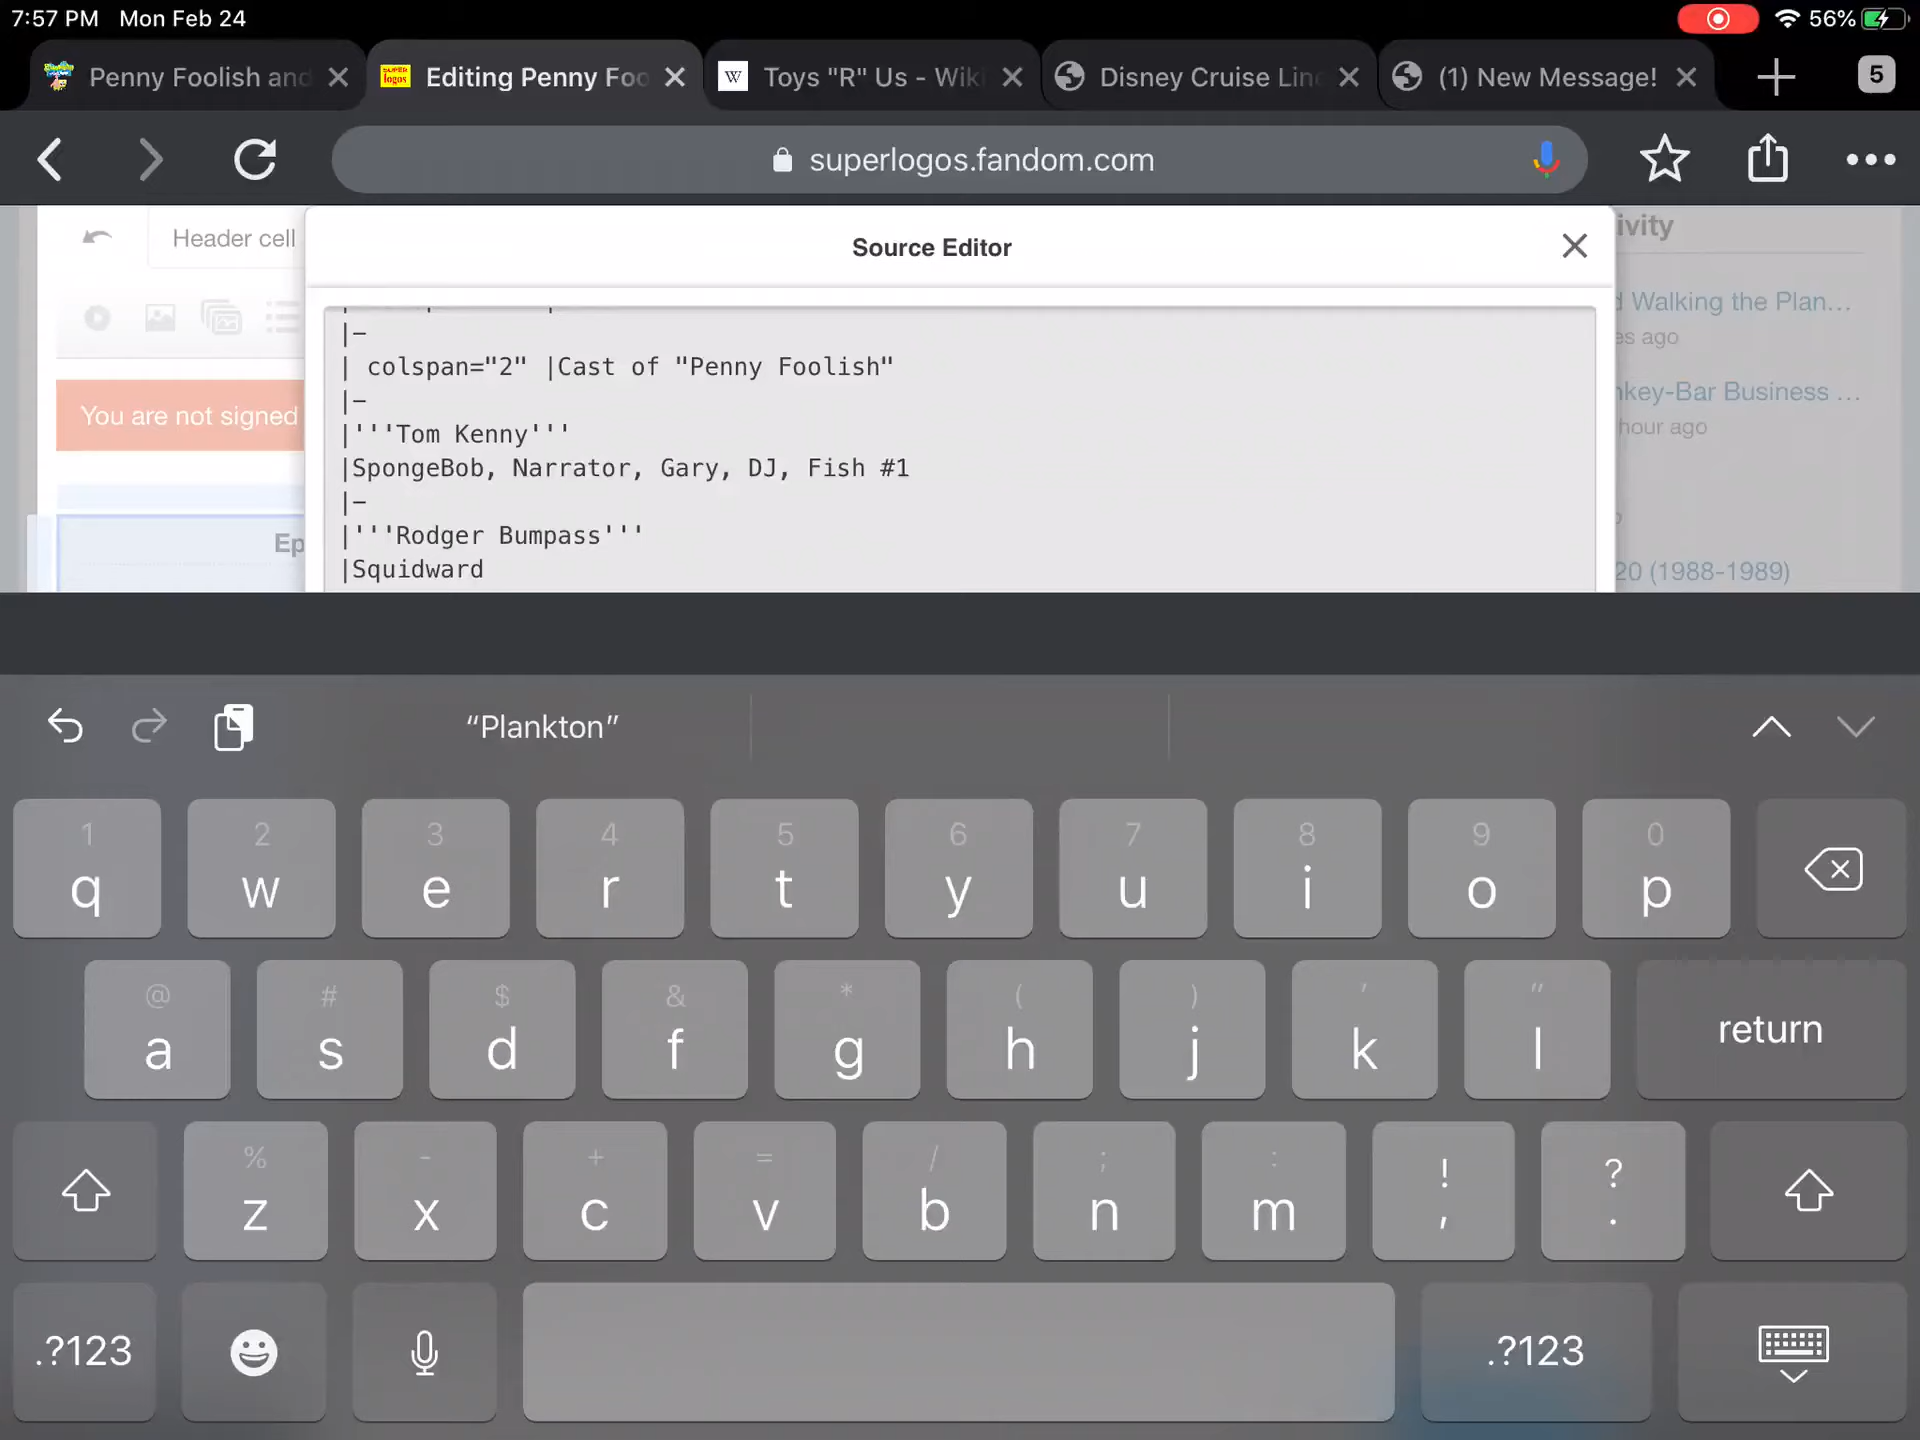 7:57 PM Mon Feb 24
56%
Penny Foolish and
SUPER logos
Editing Penny Foo
W
Toys "R" Us - Wiki
Disney Cruise Line
(1) New Message!
5
superlogos.fandom.com
Header cell
Source Editor
ivity
d Walking the Plan...
es ago
nkey-Bar Business ...
hour ago
20 (1988-1989)
You are not signed
Ep
|-
| colspan="2" |Cast of "Penny Foolish"
|-
|'''Tom Kenny'''
|SpongeBob, Narrator, Gary, DJ, Fish #1
|-
|'''Rodger Bumpass'''
|Squidward
“Plankton”
1 2 3 4 5 6 7 8 9 0
q w e r t y u i o p
@ # $ & * ( ) ' "
a s d f g h j k l return
% - + = / ; : ! ?
z x c v b n m , .
.?123 .?123